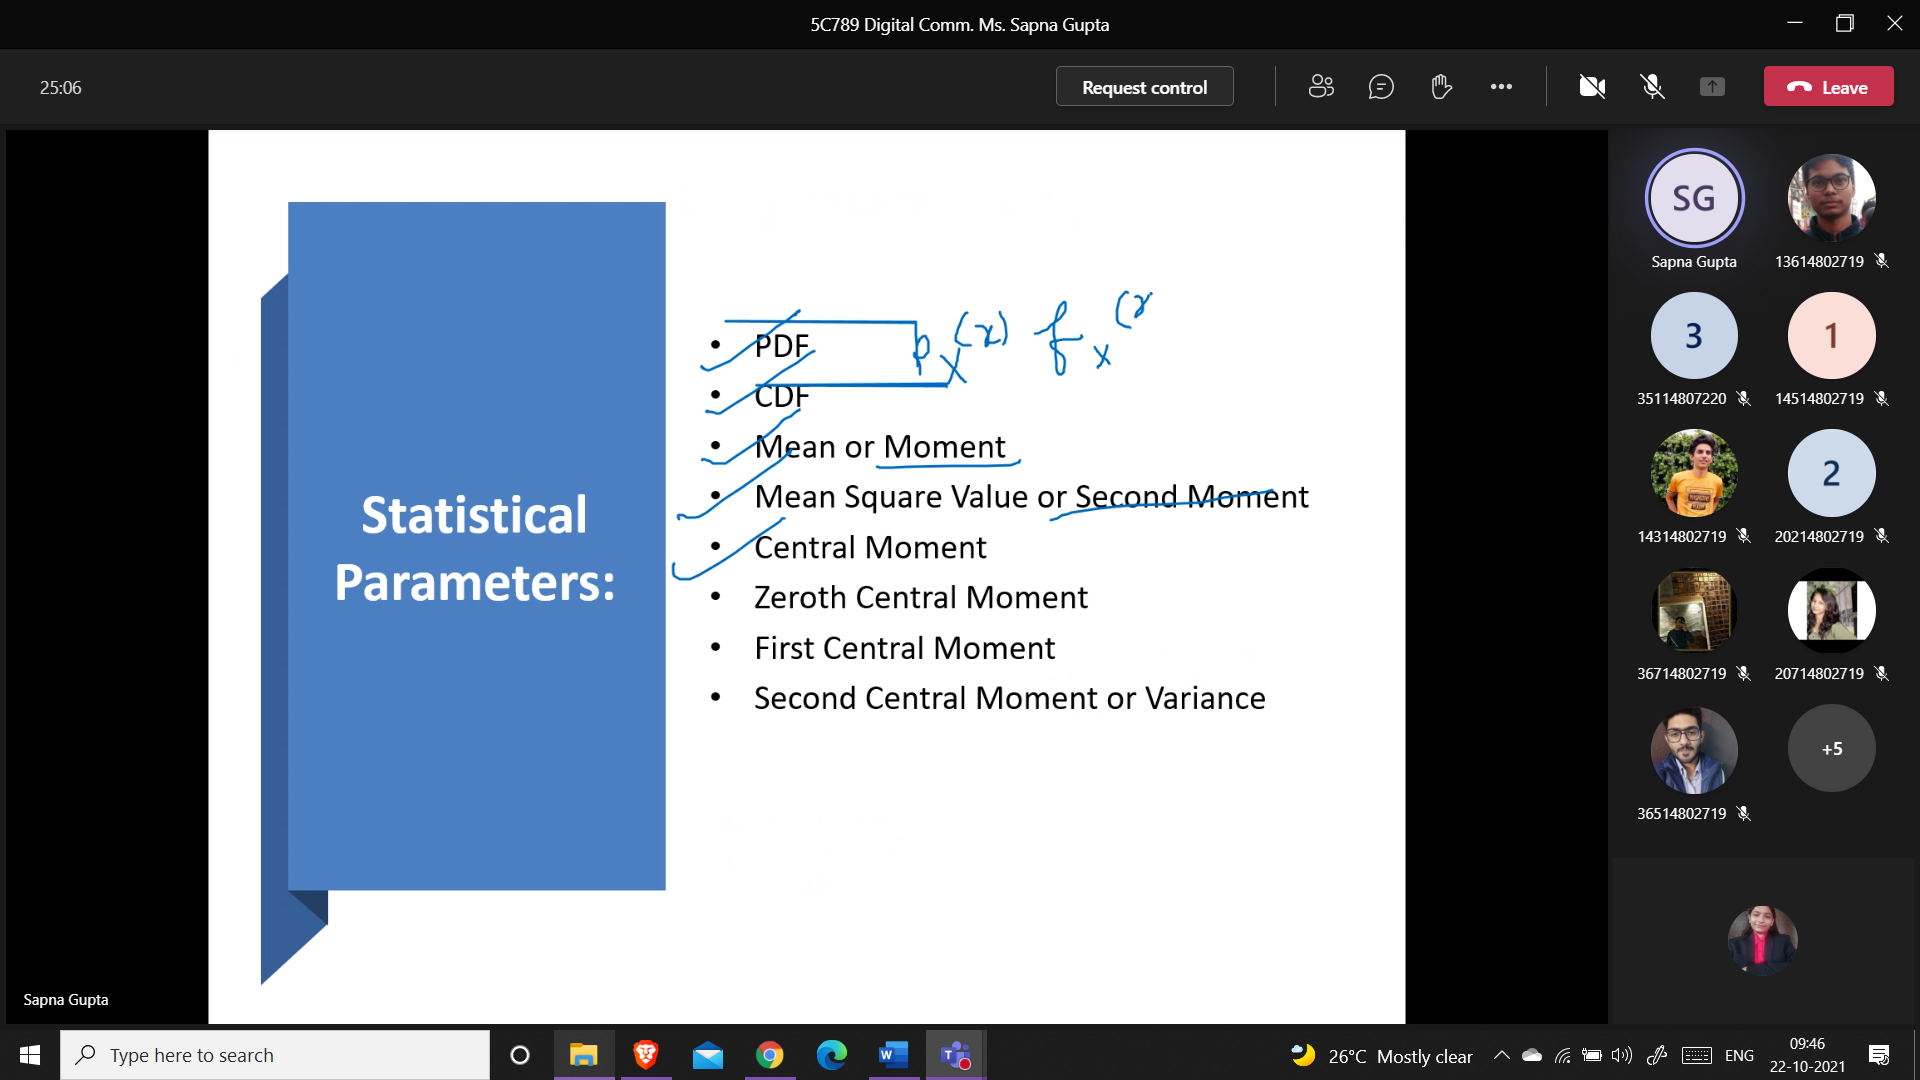 5C789 Digital Comm. Ms. Sapna Gupta
25:06
Request control
Leave
Statistical
Parameters:
• PDF
p_X(x) f_x(x
• CDF
• Mean or Moment
• Mean Square Value or Second Moment
• Central Moment
• Zeroth Central Moment
• First Central Moment
• Second Central Moment or Variance
Sapna Gupta
SG
Sapna Gupta
13614802719
3
35114807220
1
14514802719
14314802719
2
20214802719
36714802719
20714802719
36514802719
+5
Type here to search
26°C Mostly clear
ENG
09:46
22-10-2021